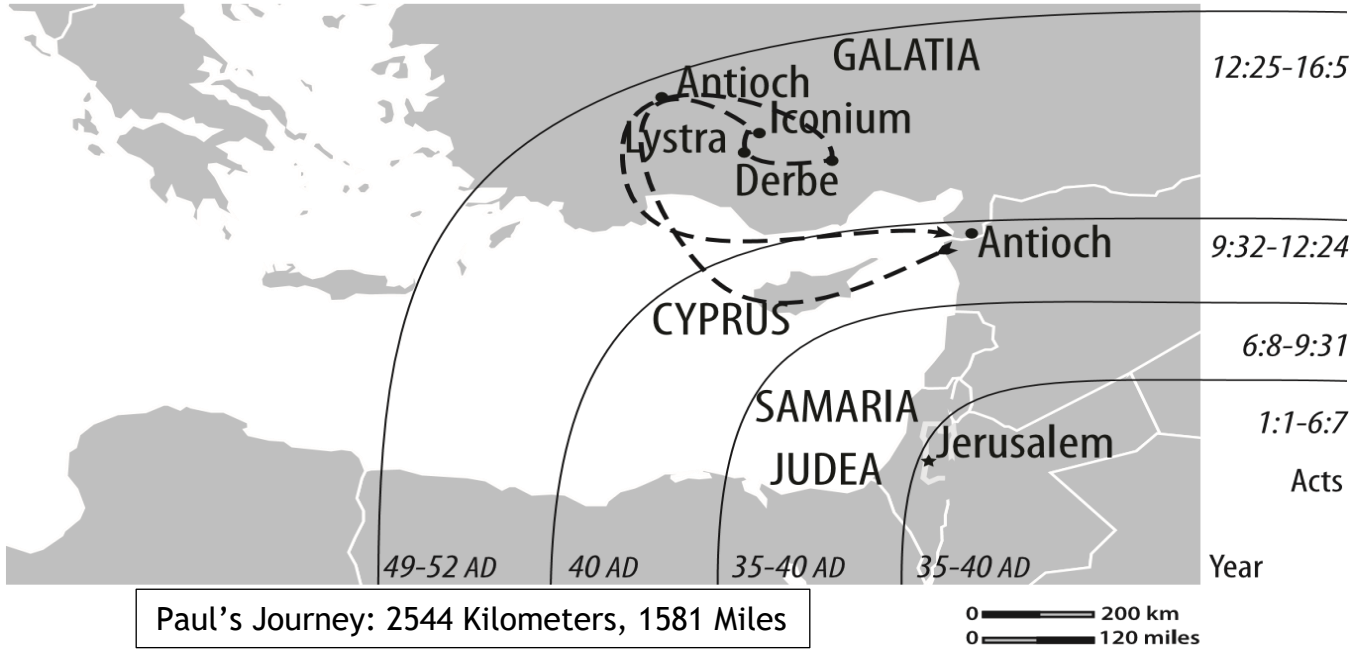 GALATIA
12:25-16:5
Antioch
Iconium
Lystra
Derbe
Antioch
9:32-12:24
CYPRUS
6:8-9:31
SAMARIA
1:1-6:7
Jerusalem
JUDEA
Acts
49-52 AD
40 AD
35-40 AD
35-40 AD
Year
Paul's Journey: 2544 Kilometers, 1581 Miles
0 200 km
0 120 miles